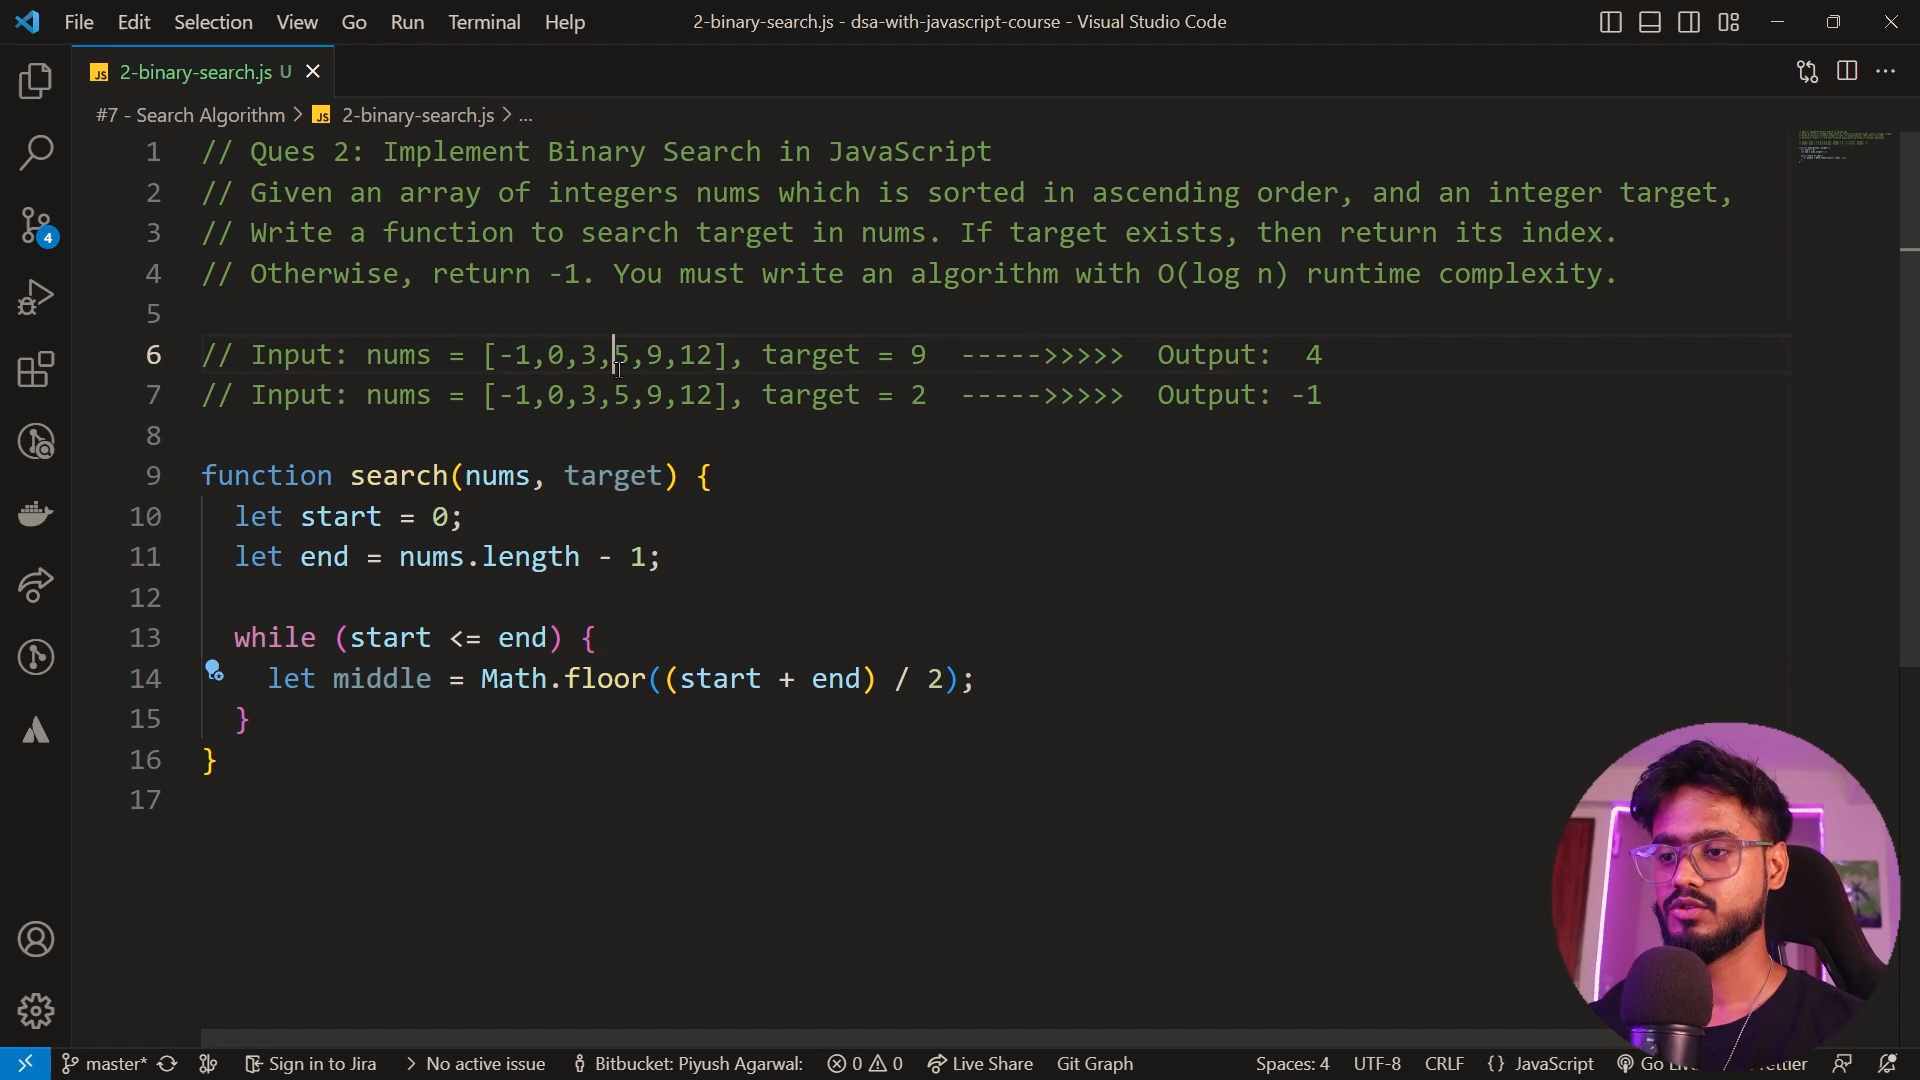 File Edit Selection View Go Run Terminal Help 2-binary-search.js - dsa-with-javascript-course - Visual Studio Code
JS 2-binary-search.js U
#7 - Search Algorithm > JS 2-binary-search.js > ...
1 // Ques 2: Implement Binary Search in JavaScript
2 // Given an array of integers nums which is sorted in ascending order, and an integer target,
3 // Write a function to search target in nums. If target exists, then return its index.
4 // Otherwise, return -1. You must write an algorithm with O(log n) runtime complexity.
5
6 // Input: nums = [-1,0,3,5,9,12], target = 9 ----->>>>> Output: 4
7 // Input: nums = [-1,0,3,5,9,12], target = 2 ----->>>>> Output: -1
8
9 function search(nums, target) {
10 let start = 0;
11 let end = nums.length - 1;
12
13 while (start <= end) {
14 let middle = Math.floor((start + end) / 2);
15 }
16 }
17
4
master* Sign in to Jira > No active issue Bitbucket: Piyush Agarwal: 0 0 Live Share Git Graph Spaces: 4 UTF-8 CRLF {} JavaScript Go